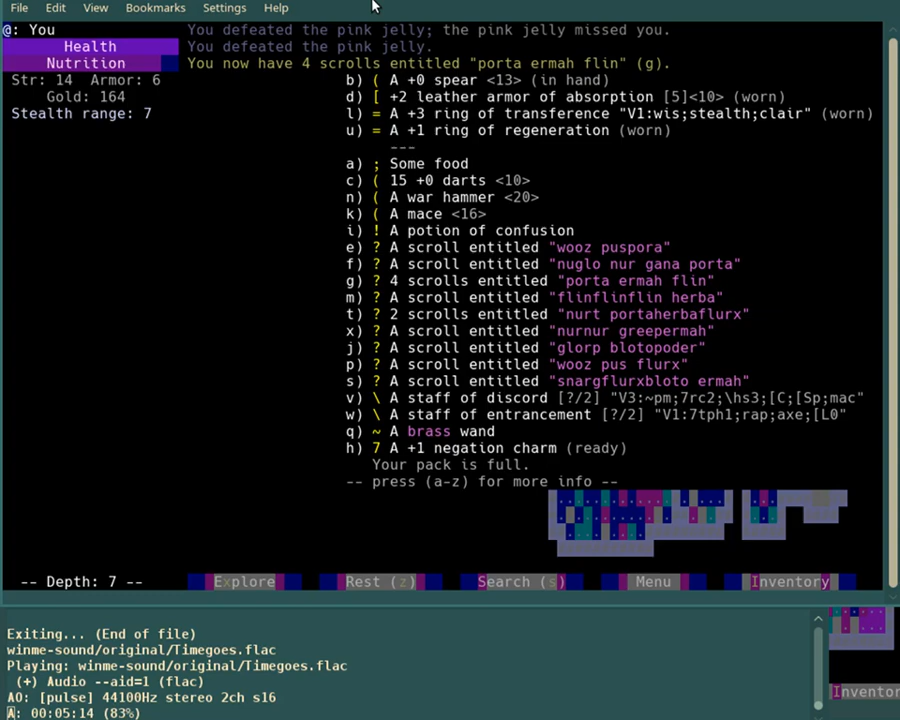 File Edit View Bookmarks Settings Help
@: You You defeated the pink jelly; the pink jelly missed you.
Health You defeated the pink jelly.
Nutrition You now have 4 scrolls entitled "porta ermah flin" (g).
Str: 14 Armor: 6 b) ( A +0 spear <13> (in hand)
Gold: 164 d) [ +2 leather armor of absorption [5]<10> (worn)
Stealth range: 7 l) = A +3 ring of transference "V1:wis;stealth;clair" (worn)
u) = A +1 ring of regeneration (worn)
---
a) ; Some food
c) ( 15 +0 darts <10>
n) ( A war hammer <20>
k) ( A mace <16>
i) ! A potion of confusion
e) ? A scroll entitled "wooz puspora"
f) ? A scroll entitled "nuglo nur gana porta"
g) ? 4 scrolls entitled "porta ermah flin"
m) ? A scroll entitled "flinflinflin herba"
t) ? 2 scrolls entitled "nurt portaherbaflurx"
x) ? A scroll entitled "nurnur greepermah"
j) ? A scroll entitled "glorp blotopoder"
p) ? A scroll entitled "wooz pus flurx"
s) ? A scroll entitled "snargflurxbloto ermah"
v) \ A staff of discord [?/2] "V3:~pm;7rc2;\hs3;[C;[Sp;mac"
w) \ A staff of entrancement [?/2] "V1:7tph1;rap;axe;[L0"
q) ~ A brass wand
h) 7 A +1 negation charm (ready)
Your pack is full.
-- press (a-z) for more info --
-- Depth: 7 -- Explore Rest (z) Search (s) Menu Inventory
Exiting... (End of file)
winme-sound/original/Timegoes.flac
Playing: winme-sound/original/Timegoes.flac
(+) Audio --aid=1 (flac)
AO: [pulse] 44100Hz stereo 2ch s16 Inventor
A: 00:05:14 (83%)